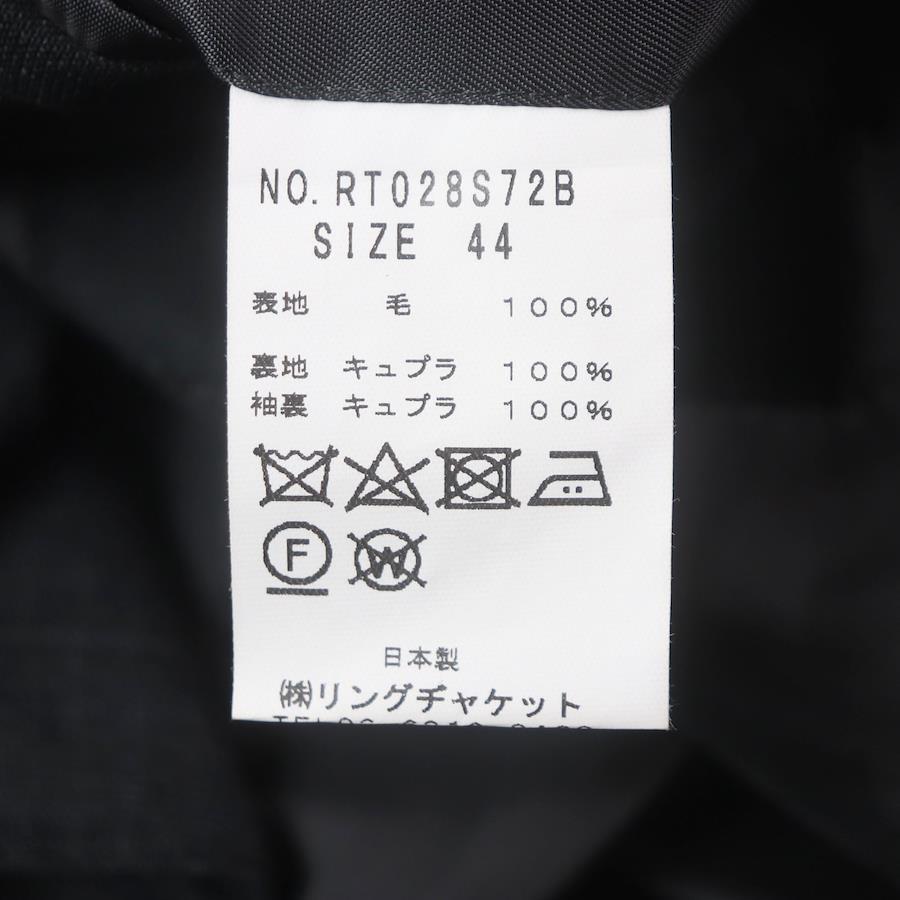 NO.RT028S72B
SIZE 44
表地 毛 100%
裏地 キュプラ 100%
袖裏 キュプラ 100%
F W
日本製
㈱リングヂャケット